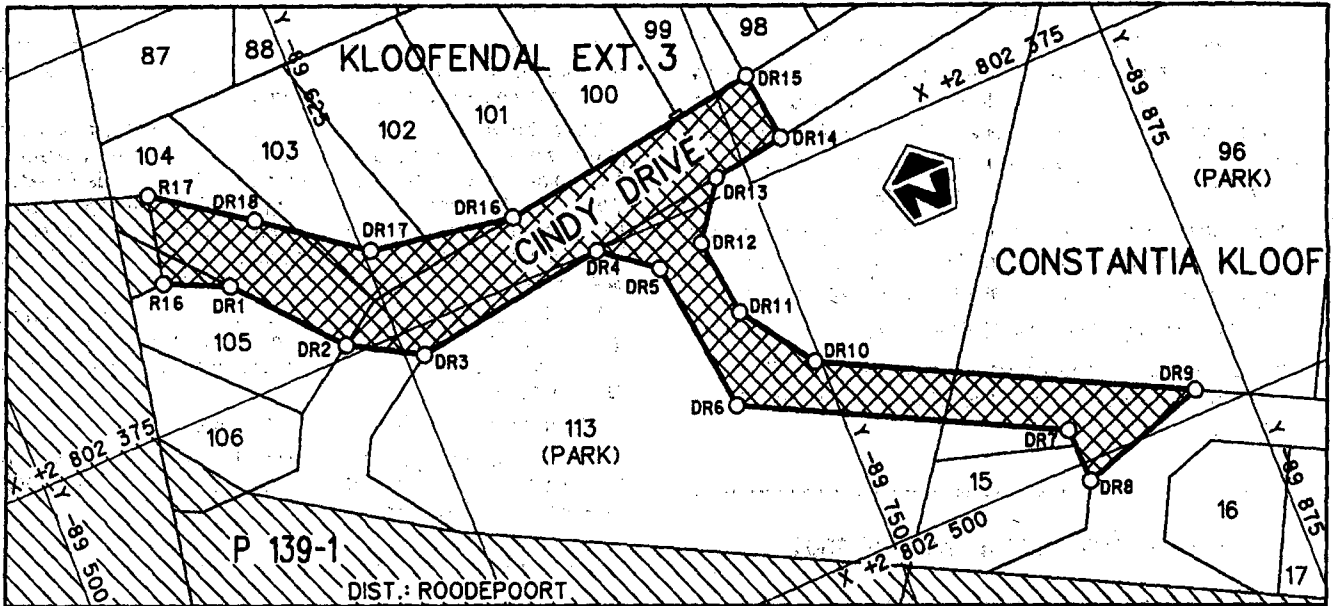 87
88
99
98
KLOOFENDAL EXT. 3
Y -89 625
X +2 802 375
Y -89 875
DR15
100
101
102
103
104
DR14
96
(PARK)
R17
DR18
DR17
DR16
CINDY DRIVE
DR13
N
DR12
DR4
DR5
CONSTANTIA KLOOF
R16
DR1
DR2
DR3
DR11
DR10
DR9
105
106
DR6
DR7
DR8
X +2 802 375
Y -89 500
113
(PARK)
Y -89 750
15
16
17
Y -89 875
X +2 802 500
P 139-1
DIST.: ROODEPOORT